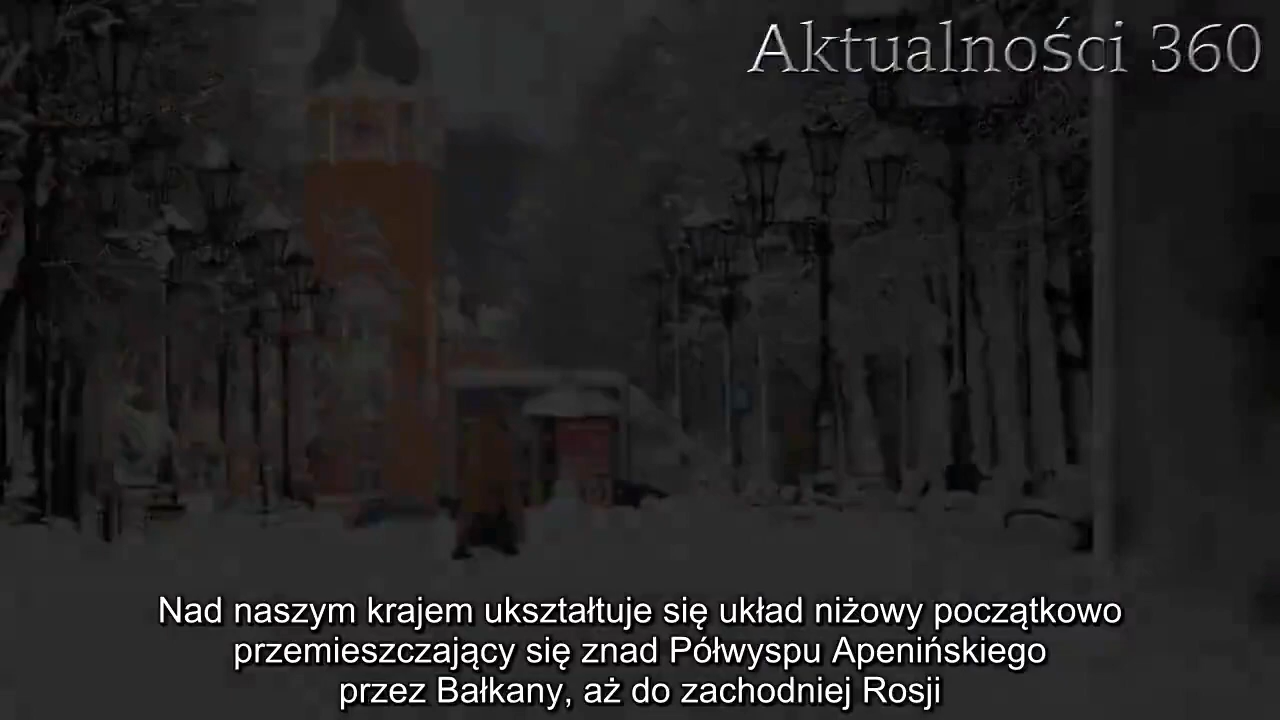 Aktualności 360
Nad naszym krajem ukształtuje się układ niżowy początkowo
przemieszczający się znad Półwyspu Apenińskiego
przez Bałkany, aż do zachodniej Rosji